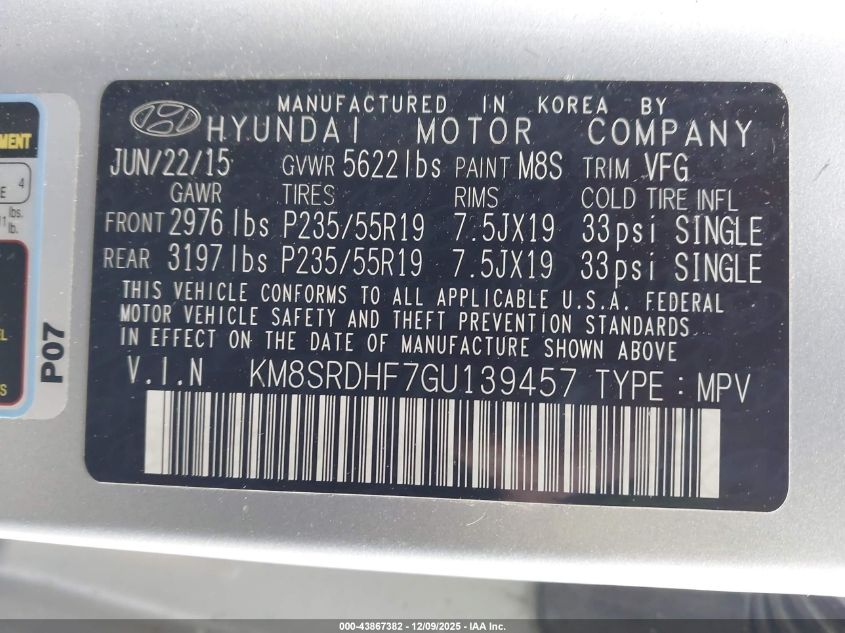 MANUFACTURED IN KOREA BY
HYUNDAI MOTOR COMPANY
JUN/22/15 GVWR 5622lbs PAINT M8S TRIM VFG
GAWR TIRES RIMS COLD TIRE INFL
FRONT 2976 lbs P235/55R19 7.5JX19 33psi SINGLE
REAR 3197 lbs P235/55R19 7.5JX19 33psi SINGLE
THIS VEHICLE CONFORMS TO ALL APPLICABLE U.S.A. FEDERAL
MOTOR VEHICLE SAFETY AND THEFT PREVENTION STANDARDS
IN EFFECT ON THE DATE OF MANUFACTURE SHOWN ABOVE
V.I.N KM8SRDHF7GU139457 TYPE : MPV
4
lbs.
lb.
P07
000 - 43867382 - 12/09/2025 - IAA Inc.